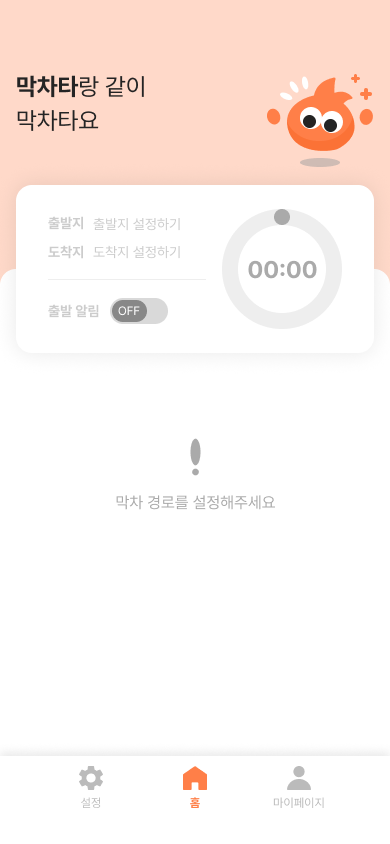 막차타랑 같이
막차타요
출발지 출발지 설정하기
도착지 도착지 설정하기
00:00
출발 알림 OFF
막차 경로를 설정해주세요
설정 홈 마이페이지